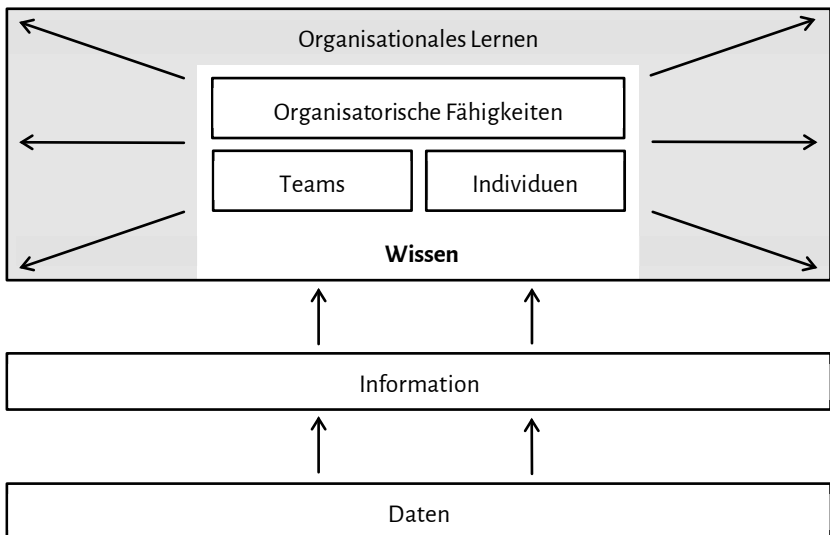 Organisationales Lernen
Organisatorische Fähigkeiten
Teams
Individuen
Wissen
Information
Daten